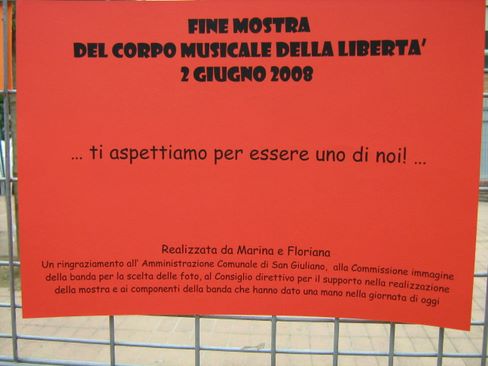 FINE MOSTRA
DEL CORPO MUSICALE DELLA LIBERTA'
2 GIUGNO 2008
... ti aspettiamo per essere uno di noi! ...
Realizzata da Marina e Floriana
Un ringraziamento all' Amministrazione Comunale di San Giuliano, alla Commissione immagine
della banda per la scelta delle foto, al Consiglio direttivo per il supporto nella realizzazione
della mostra e ai componenti della banda che hanno dato una mano nella giornata di oggi